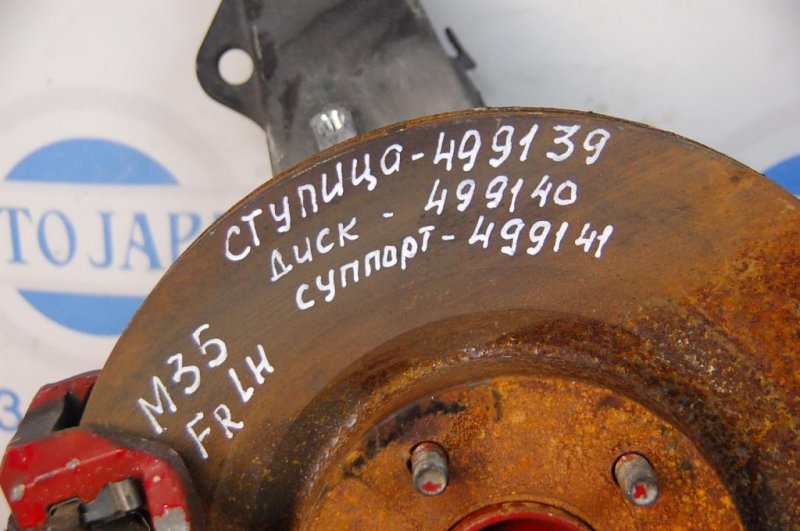 СТУПИЦА-499139
ДИСК - 499140
СУППОРТ-499141
M35
FR LH
TO JAP